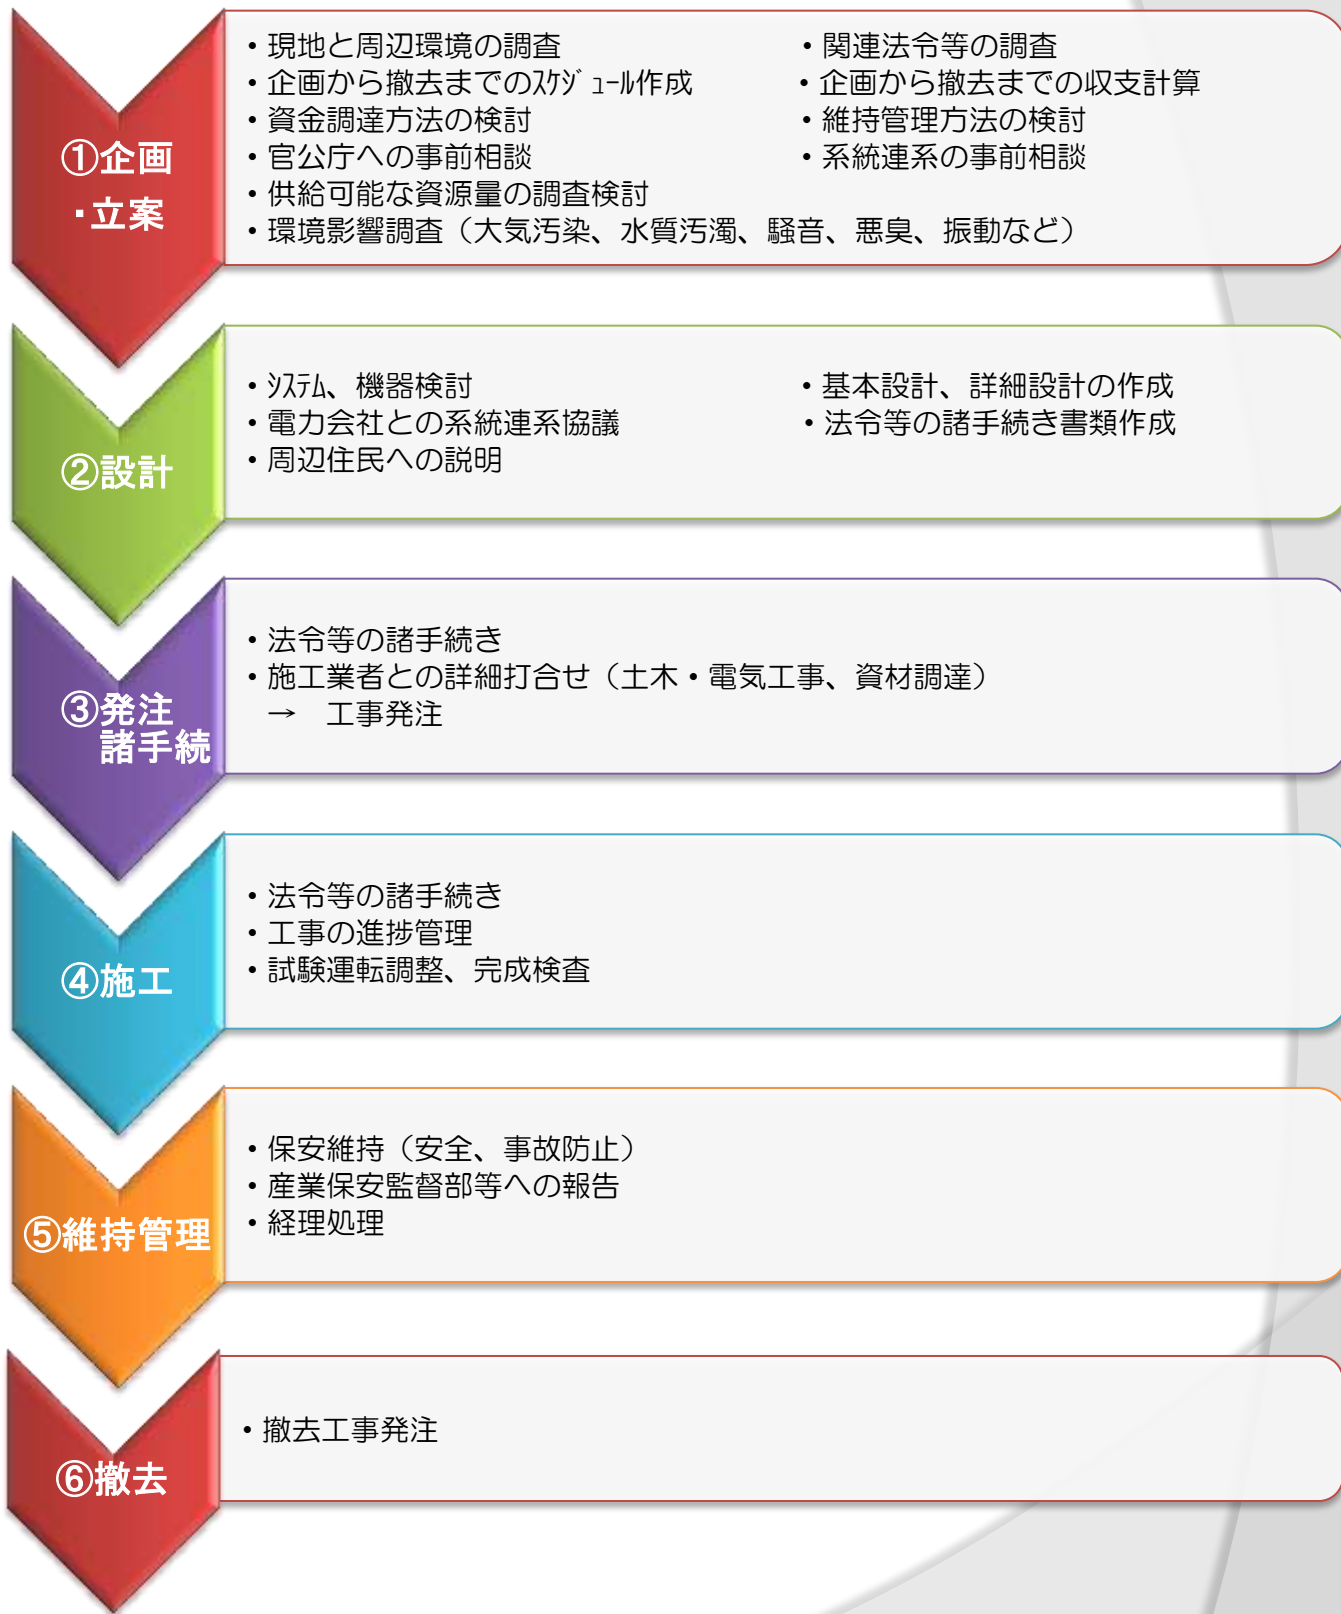 ①企画
・立案
・現地と周辺環境の調査
・関連法令等の調査
・企画から撤去までのｽｹｼﾞｭｰﾙ作成
・企画から撤去までの収支計算
・資金調達方法の検討
・維持管理方法の検討
・官公庁への事前相談
・系統連系の事前相談
・供給可能な資源量の調査検討
・環境影響調査（大気汚染、水質汚濁、騒音、悪臭、振動など）
②設計
・ｼｽﾃﾑ、機器検討
・基本設計、詳細設計の作成
・電力会社との系統連系協議
・法令等の諸手続き書類作成
・周辺住民への説明
③発注
諸手続
・法令等の諸手続き
・施工業者との詳細打合せ（土木・電気工事、資材調達）
→　工事発注
④施工
・法令等の諸手続き
・工事の進捗管理
・試験運転調整、完成検査
⑤維持管理
・保安維持（安全、事故防止）
・産業保安監督部等への報告
・経理処理
⑥撤去
・撤去工事発注